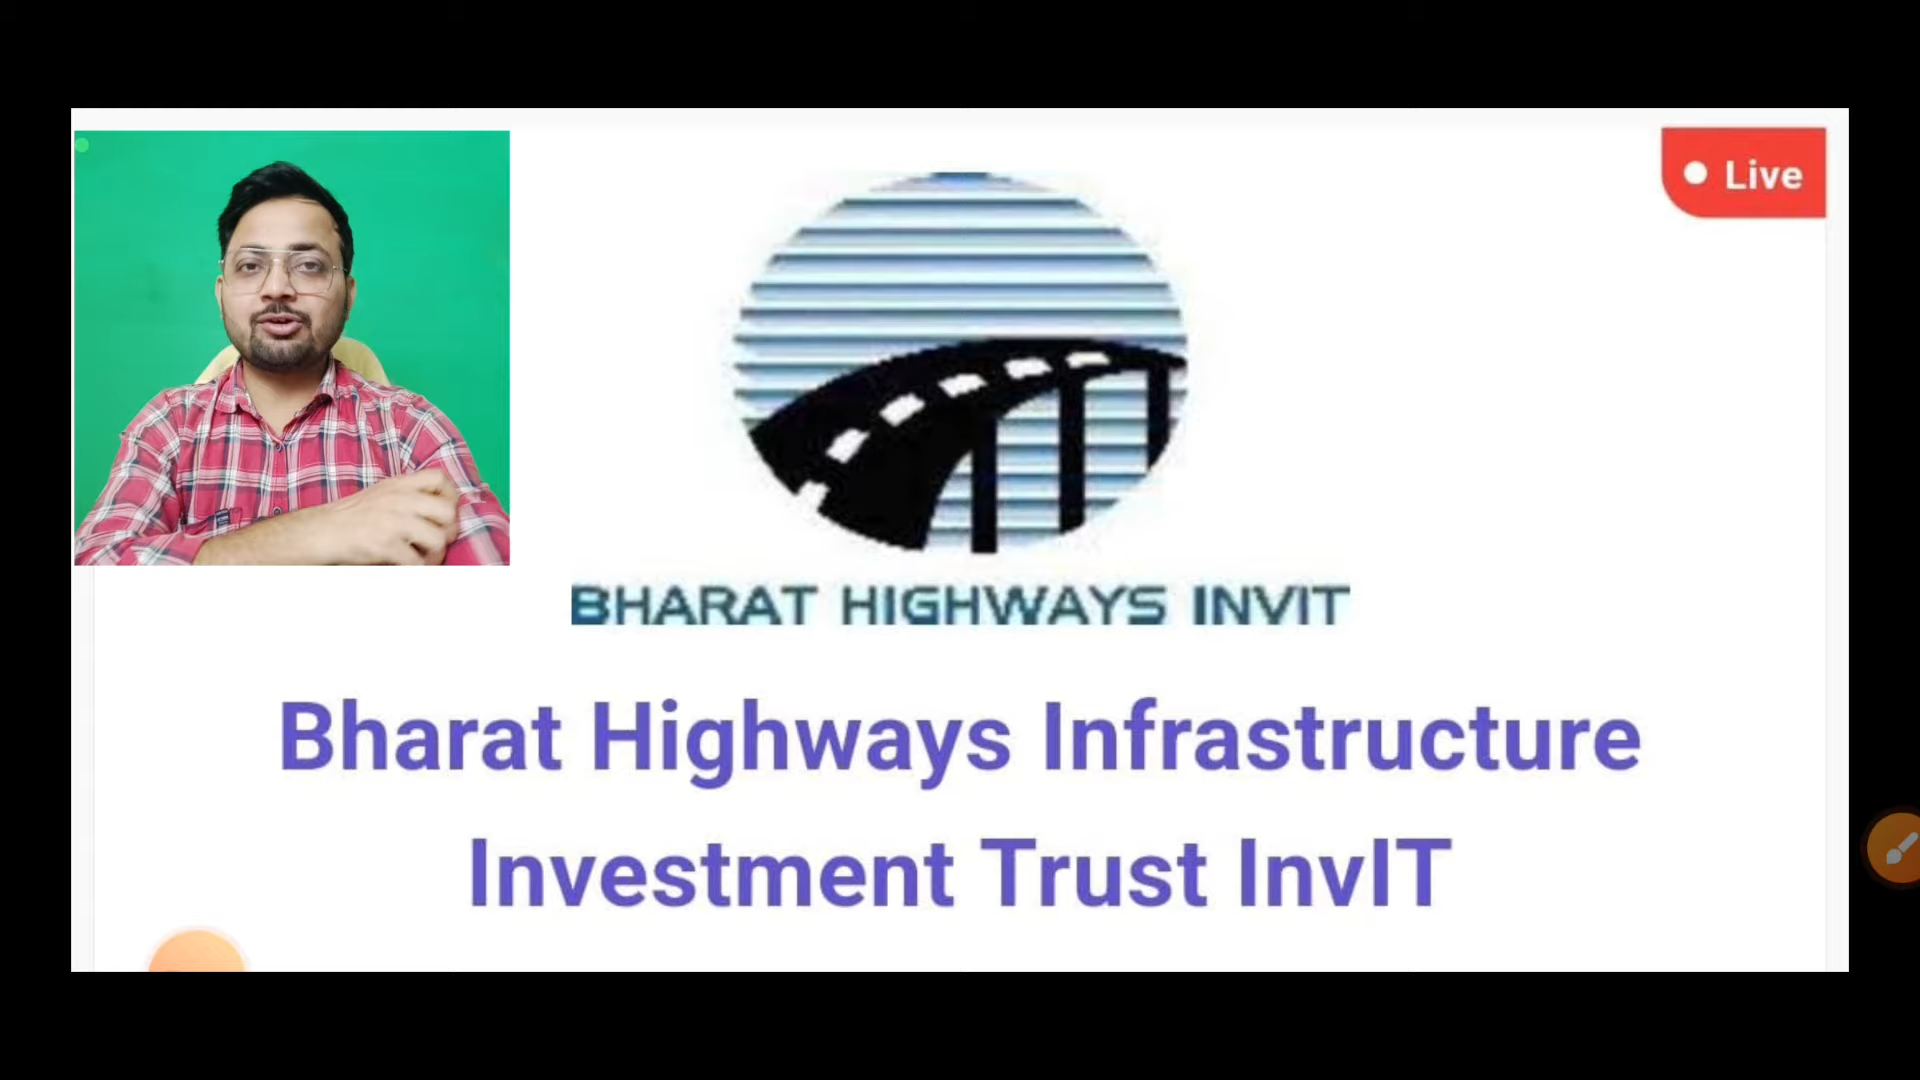 Live
BHARAT HIGHWAYS INVIT
Bharat Highways Infrastructure
Investment Trust InvIT